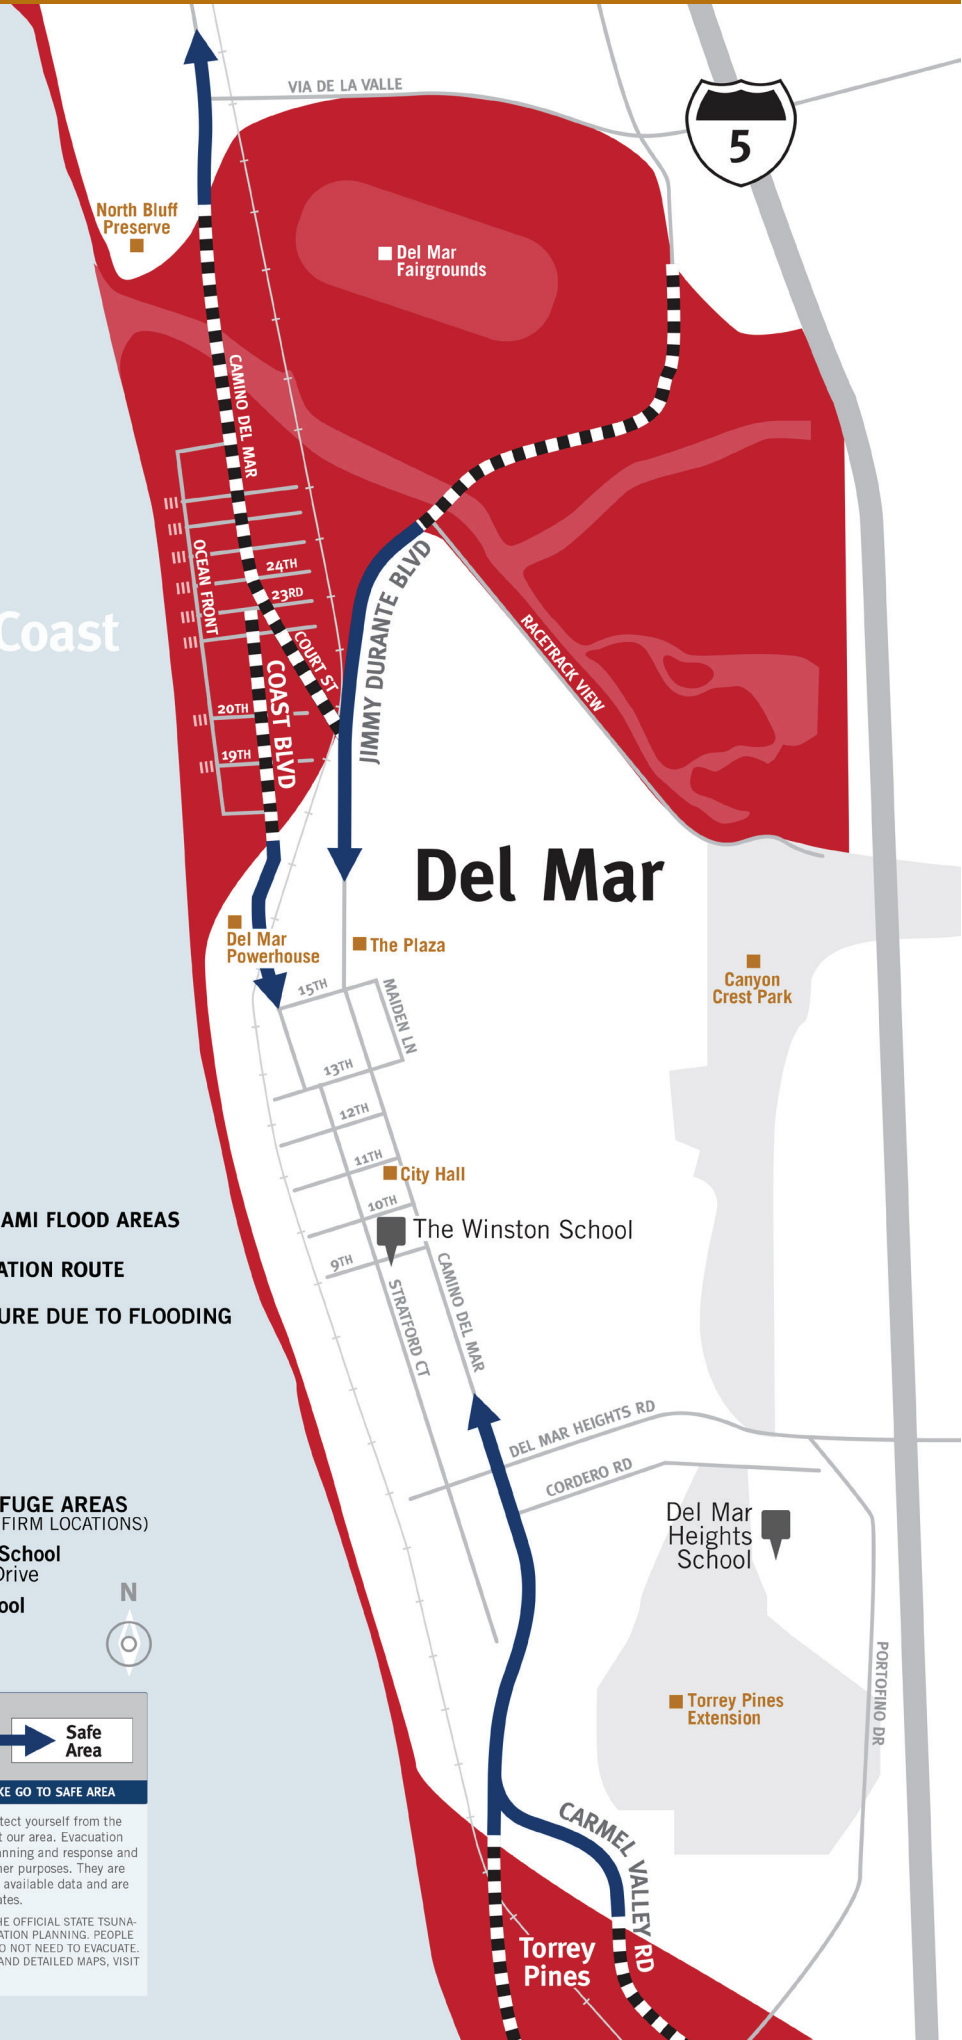 VIA DE LA VALLE
5
North Bluff
Preserve
Del Mar
Fairgrounds
CAMINO DEL MAR
OCEAN FRONT
24TH
23RD
COURT ST
COAST BLVD
20TH
19TH
JIMMY DURANTE BLVD
RACETRACK VIEW
Coast
Del Mar
Del Mar
Powerhouse
The Plaza
Canyon
Crest Park
15TH
MAIDEN LN
13TH
12TH
11TH
City Hall
10TH
The Winston School
9TH
STRATFORD CT
CAMINO DEL MAR
AMI FLOOD AREAS
ATION ROUTE
URE DUE TO FLOODING
DEL MAR HEIGHTS RD
CORDERO RD
Del Mar
Heights
School
FUGE AREAS
FIRM LOCATIONS)
School
Drive
ool
N
PORTOFINO DR
Torrey Pines
Extension
Safe
Area
KE GO TO SAFE AREA
tect yourself from the
t our area. Evacuation
nning and response and
ner purposes. They are
available data and are
ates.
HE OFFICIAL STATE TSUNA-
ATION PLANNING. PEOPLE
O NOT NEED TO EVACUATE.
AND DETAILED MAPS, VISIT
CARMEL VALLEY RD
Torrey
Pines